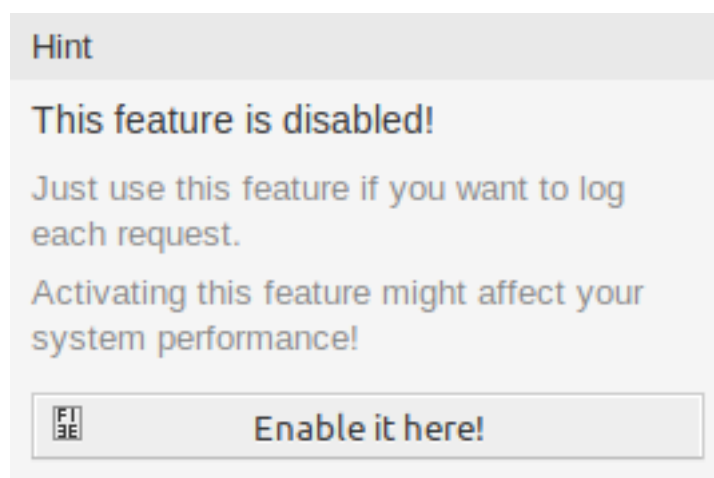 Hint
This feature is disabled!
Just use this feature if you want to log
each request.
Activating this feature might affect your
system performance!
Enable it here!